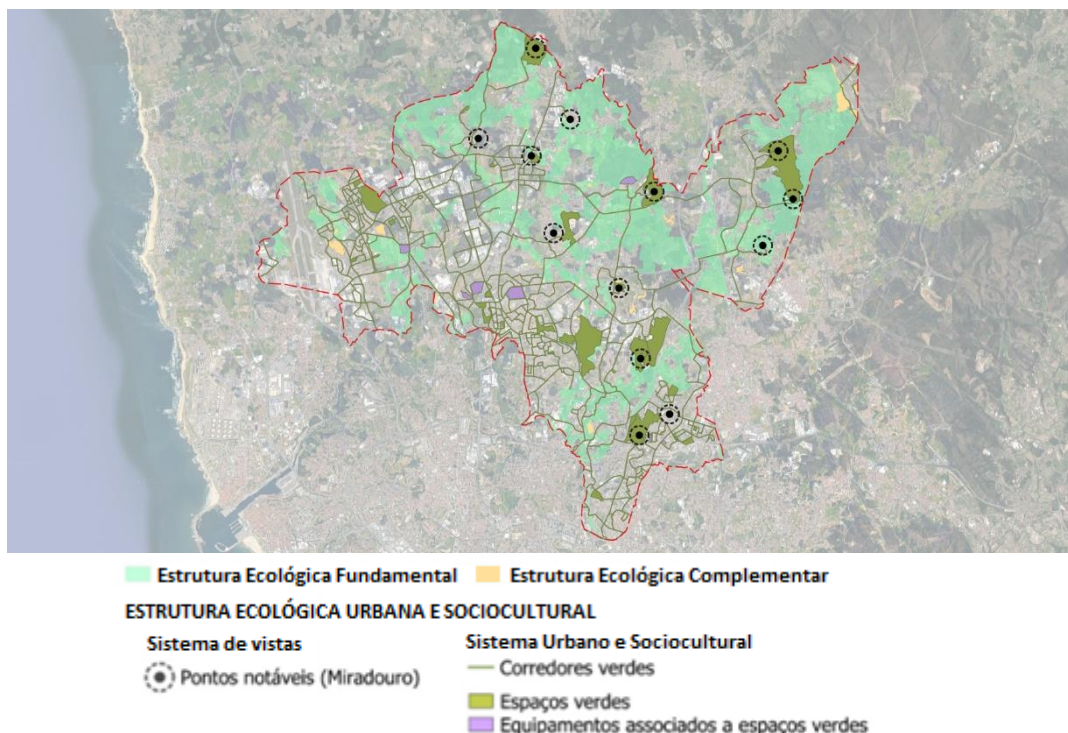 Estrutura Ecológica Fundamental Estrutura Ecológica Complementar
ESTRUTURA ECOLÓGICA URBANA E SOCIOCULTURAL
Sistema de vistas
Pontos notáveis (Miradouro)
Sistema Urbano e Sociocultural
Corredores verdes
Espaços verdes
Equipamentos associados a espaços verdes